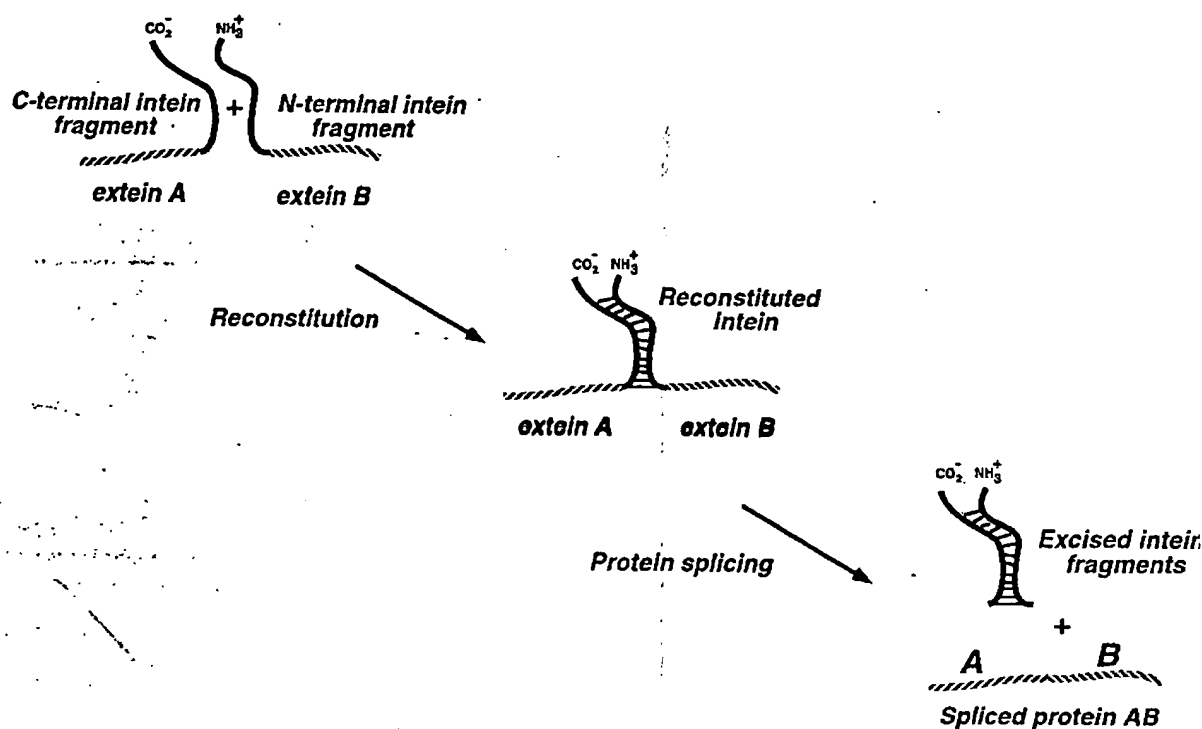 CO₂⁻ NH₃⁺
C-terminal intein
fragment
+
N-terminal intein
fragment
extein A
extein B
Reconstitution
CO₂⁻ NH₃⁺
Reconstituted
Intein
extein A
extein B
Protein splicing
CO₂⁻ NH₃⁺
Excised intein
fragments
+
A B
Spliced protein AB